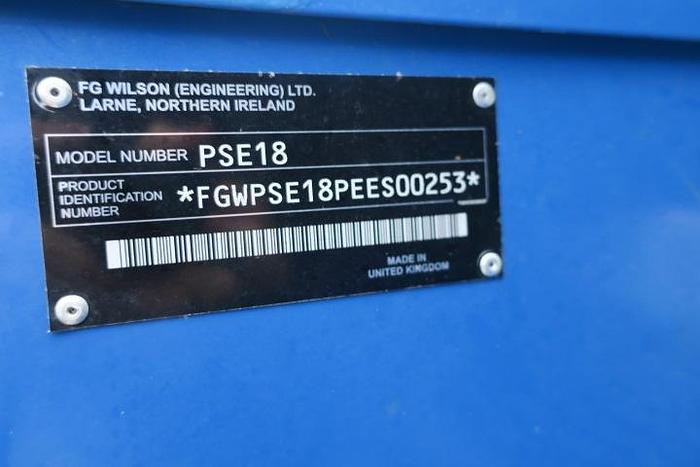 FG WILSON (ENGINEERING) LTD.
LARNE, NORTHERN IRELAND
MODEL NUMBER PSE18
PRODUCT
IDENTIFICATION
NUMBER
*FGWPSE18PEES00253*
MADE IN
UNITED KINGDOM